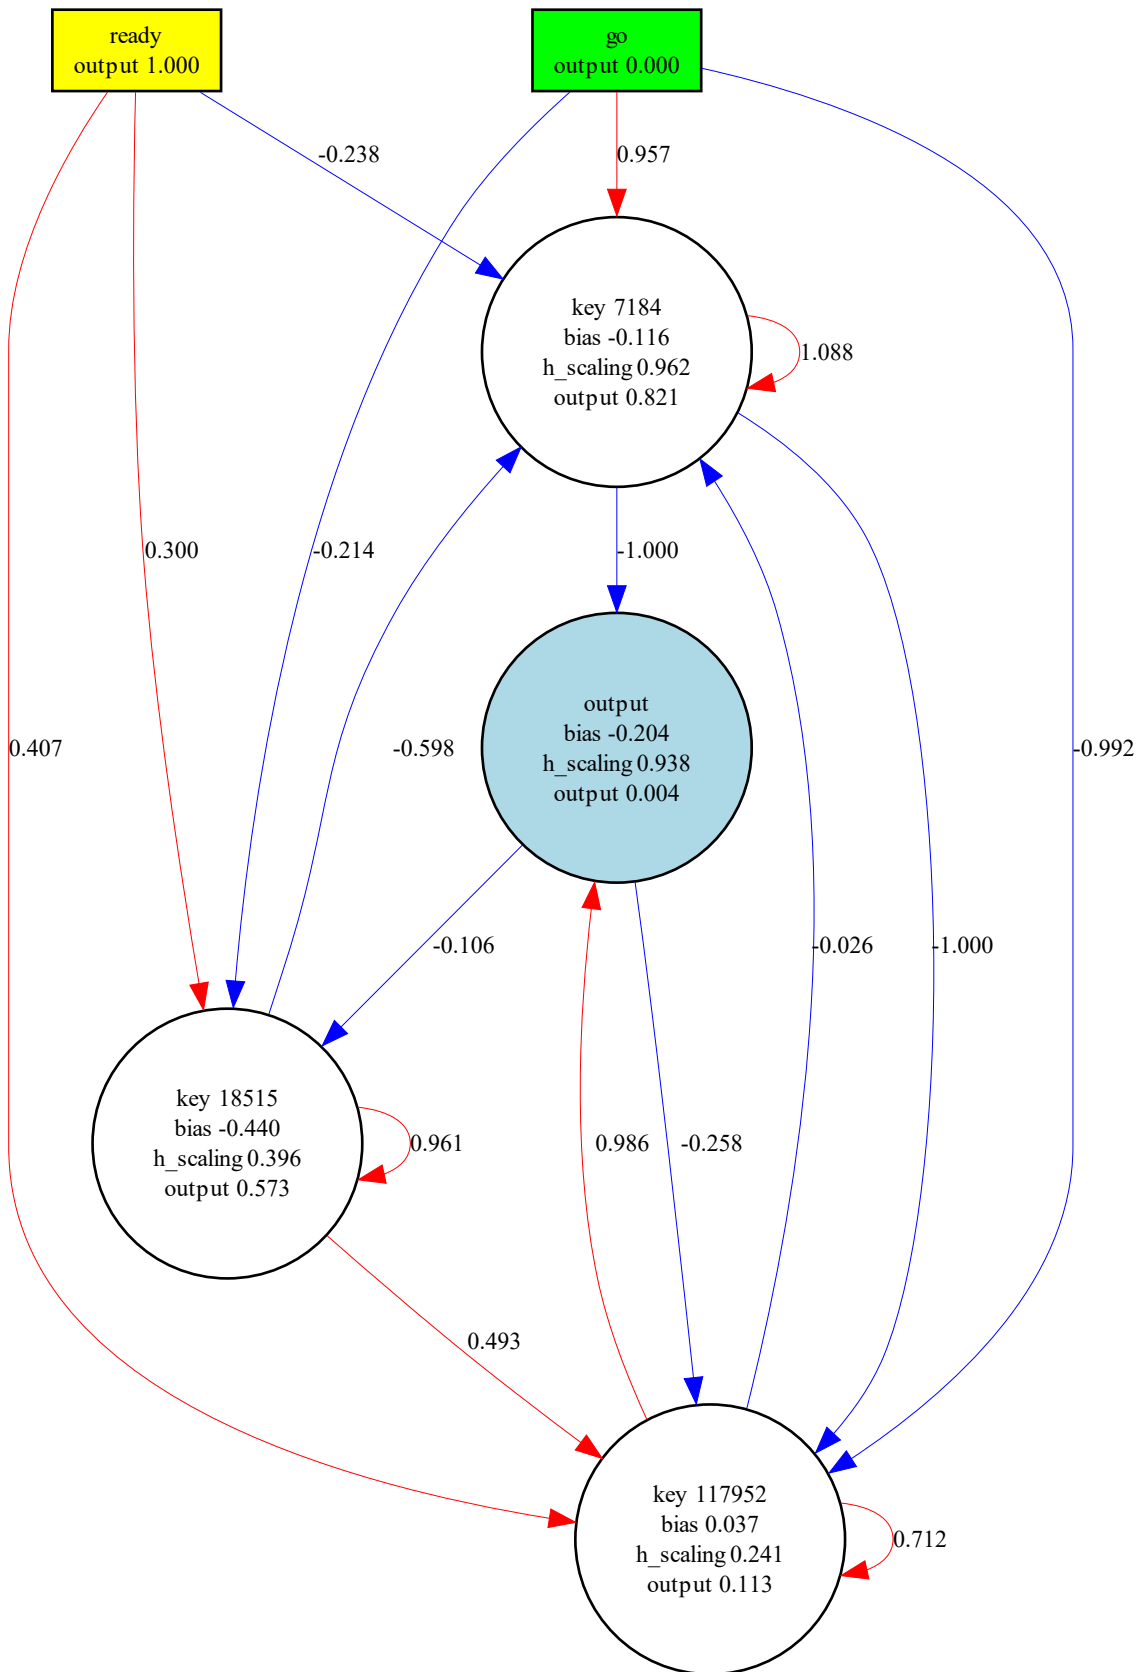 ready
output 1.000
go
output 0.000
-0.238
0.957
key 7184
bias -0.116
h_scaling 0.962
output 0.821
1.088
0.300
-0.214
-1.000
output
bias -0.204
h_scaling 0.938
output 0.004
0.407
-0.598
-0.992
-0.106
-0.026
-1.000
key 18515
bias -0.440
h_scaling 0.396
output 0.573
0.961
0.986
-0.258
0.493
key 117952
bias 0.037
h_scaling 0.241
output 0.113
0.712